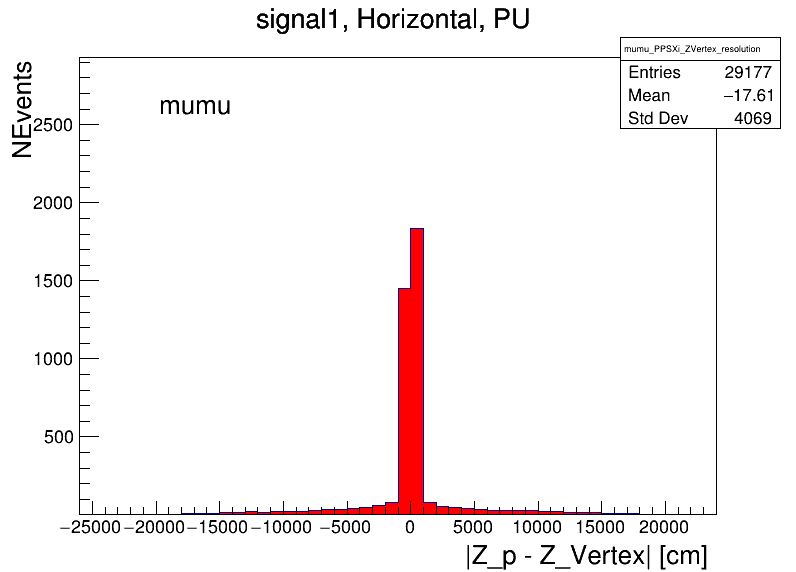 signal1, Horizontal, PU
mumu_PPSXi_ZVertex_resolution
Entries 29177
Mean −17.61
Std Dev 4069
NEvents
mumu
2500
2000
1500
1000
500
−25000 −20000 −15000 −10000 −5000 0 5000 10000 15000 20000
|Z_p - Z_Vertex| [cm]